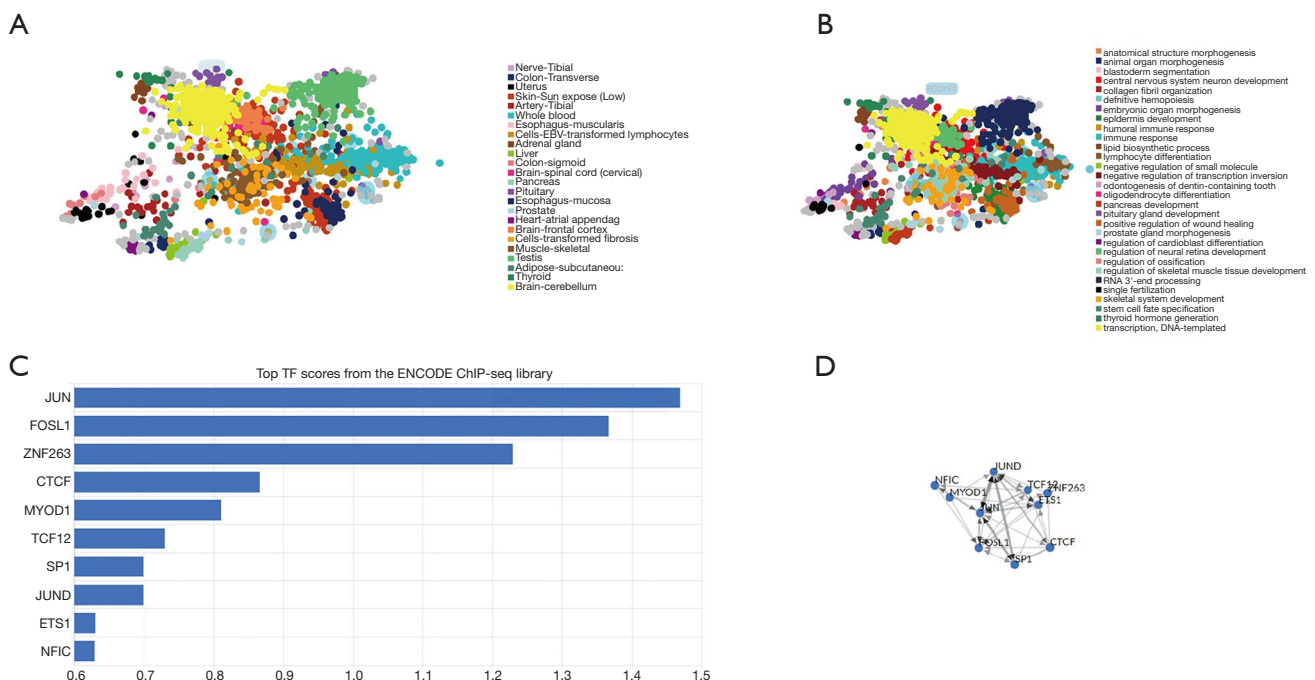 A
Nerve-Tibial
Colon-Transverse
Uterus
Skin-Sun expose (Low)
Artery-Tibial
Whole blood
Esophagus-muscularis
Cells-EBV-transformed lymphocytes
Adrenal gland
Liver
Colon-sigmoid
Brain-spinal cord (cervical)
Pancreas
Pituitary
Esophagus-mucosa
Prostate
Heart-atrial appendag
Brain-frontal cortex
Cells-transformed fibrosis
Muscle-skeletal
Testis
Adipose-subcutaneou:
Thyroid
Brain-cerebellum
B
POU1F1
anatomical structure morphogenesis
animal organ morphogenesis
blastoderm segmentation
central nervous system neuron development
collagen fibril organization
defnitive hemopoiesis
embryonic organ morphogenesis
epidermis development
humoral immune response
immune response
lipid biosynthetic process
lymphocyte differentiation
negative regulation of small molecule
negative regulation of transcription inversion
odontogenesis of dentin-containing tooth
oligodendrocyte differentiation
pancreas development
pituitary gland development
positive regulation of wound healing
prostate gland morphogenesis
regulation of cardioblast differentiation
regulation of neural retina development
regulation of ossification
regulation of skeletal muscle tissue development
RNA 3'-end processing
single fertilization
skeletal system development
stem cell fate specification
thyroid hormone generation
transcription, DNA-templated
C
Top TF scores from the ENCODE ChIP-seq library
JUN
FOSL1
ZNF263
CTCF
MYOD1
TCF12
SP1
JUND
ETS1
NFIC
0.6 0.7 0.8 0.9 1.0 1.1 1.2 1.3 1.4 1.5
D
JUND
NFIC
TCF12
ZNF263
MYOD1
ETS1
JUN
FOSL1
CTCF
SP1